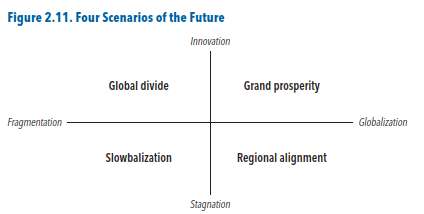 Figure 2.11. Four Scenarios of the Future
Innovation
Global divide
Grand prosperity
Fragmentation
Globalization
Slowbalization
Regional alignment
Stagnation